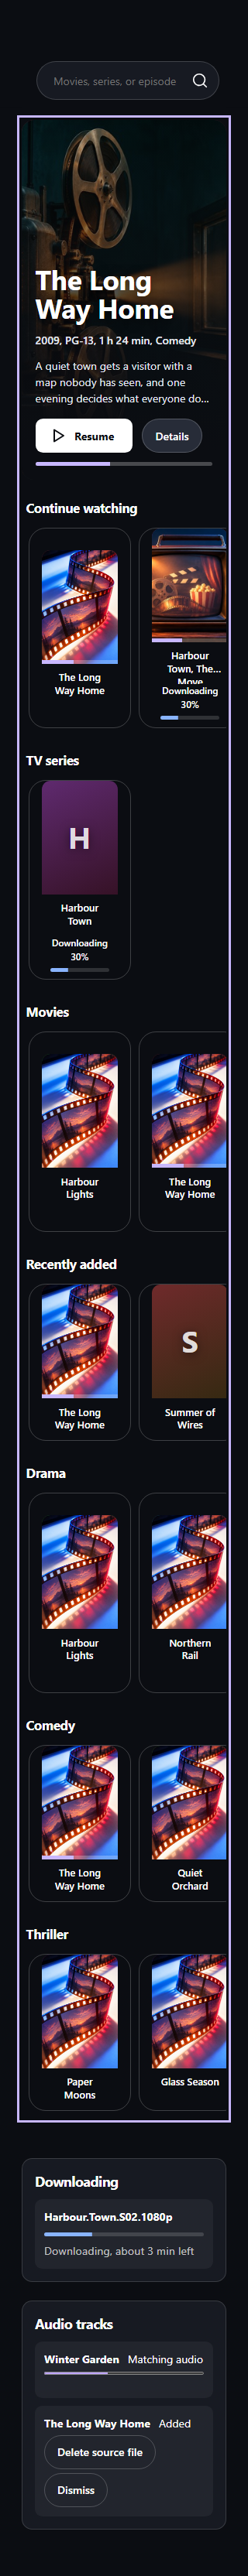 Movies, series, or episode
The Long
Way Home
2009, PG-13, 1 h 24 min, Comedy
A quiet town gets a visitor with a
map nobody has seen, and one
evening decides what everyone do...
Resume
Details
Continue watching
The Long
Way Home
Harbour
Town, The...
Move
Downloading
30%
TV series
H
Harbour
Town
Downloading
30%
Movies
Harbour
Lights
The Long
Way Home
Recently added
The Long
Way Home
S
Summer of
Wires
Drama
Harbour
Lights
Northern
Rail
Comedy
The Long
Way Home
Quiet
Orchard
Thriller
Paper
Moons
Glass Season
Downloading
Harbour.Town.S02.1080p
Downloading, about 3 min left
Audio tracks
Winter Garden Matching audio
The Long Way Home Added
Delete source file
Dismiss